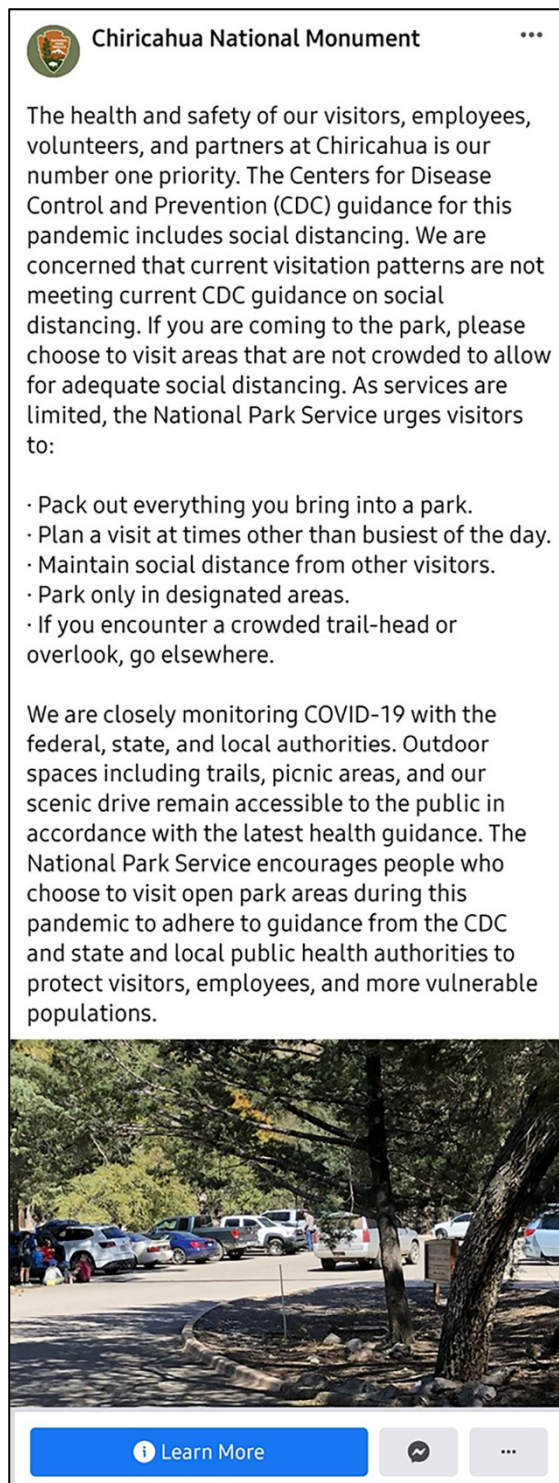 Chiricahua National Monument
The health and safety of our visitors, employees,
volunteers, and partners at Chiricahua is our
number one priority. The Centers for Disease
Control and Prevention (CDC) guidance for this
pandemic includes social distancing. We are
concerned that current visitation patterns are not
meeting current CDC guidance on social
distancing. If you are coming to the park, please
choose to visit areas that are not crowded to allow
for adequate social distancing. As services are
limited, the National Park Service urges visitors
to:
· Pack out everything you bring into a park.
· Plan a visit at times other than busiest of the day.
· Maintain social distance from other visitors.
· Park only in designated areas.
· If you encounter a crowded trail-head or
overlook, go elsewhere.
We are closely monitoring COVID-19 with the
federal, state, and local authorities. Outdoor
spaces including trails, picnic areas, and our
scenic drive remain accessible to the public in
accordance with the latest health guidance. The
National Park Service encourages people who
choose to visit open park areas during this
pandemic to adhere to guidance from the CDC
and state and local public health authorities to
protect visitors, employees, and more vulnerable
populations.
Learn More